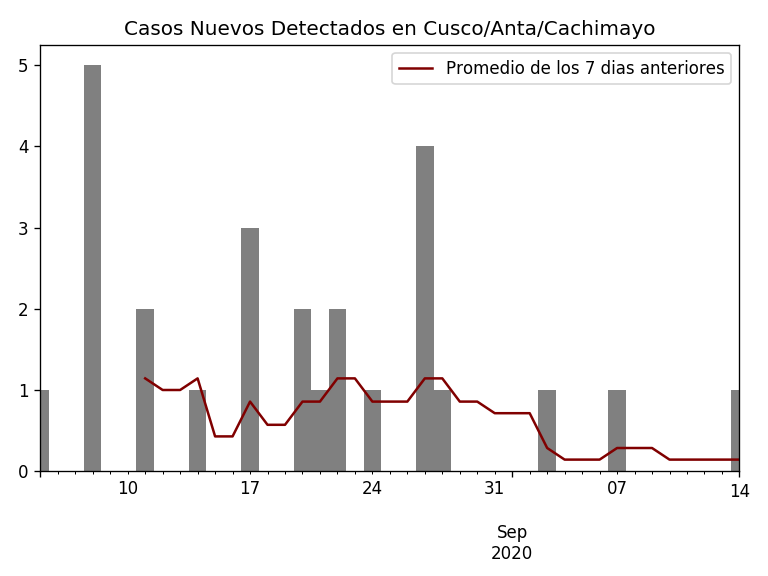 Casos Nuevos Detectados en Cusco/Anta/Cachimayo
Promedio de los 7 dias anteriores
5
4
3
2
1
0
10 17 24 31 07 14
Sep
2020